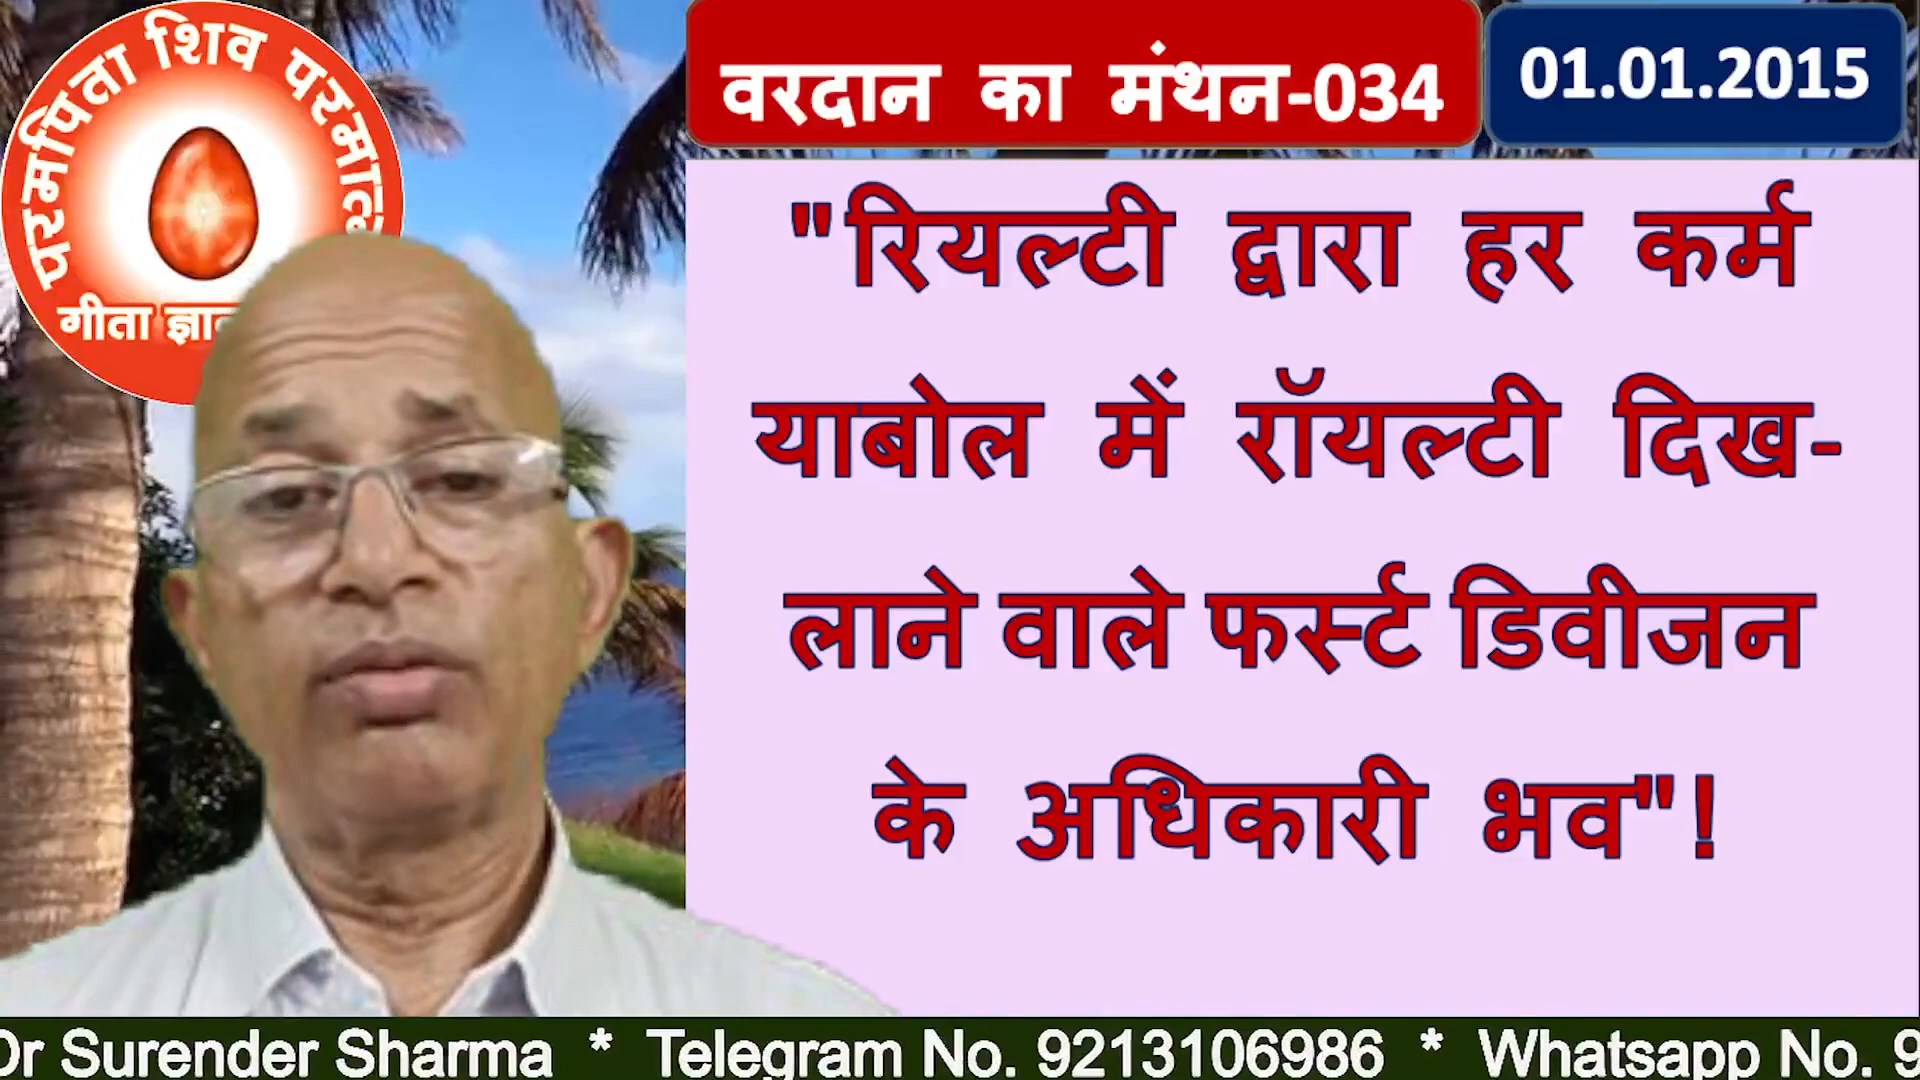 परमपिता शिव
गीता
वरदान का मंथन-034
01.01.2015
"रियल्टी द्वारा हर कर्म
याबोल में रॉयल्टी दिख-
लाने वाले फर्स्ट डिवीजन
के अधिकारी भव"!
Dr Surender Sharma * Telegram No. 9213106986 * Whatsapp No. 9